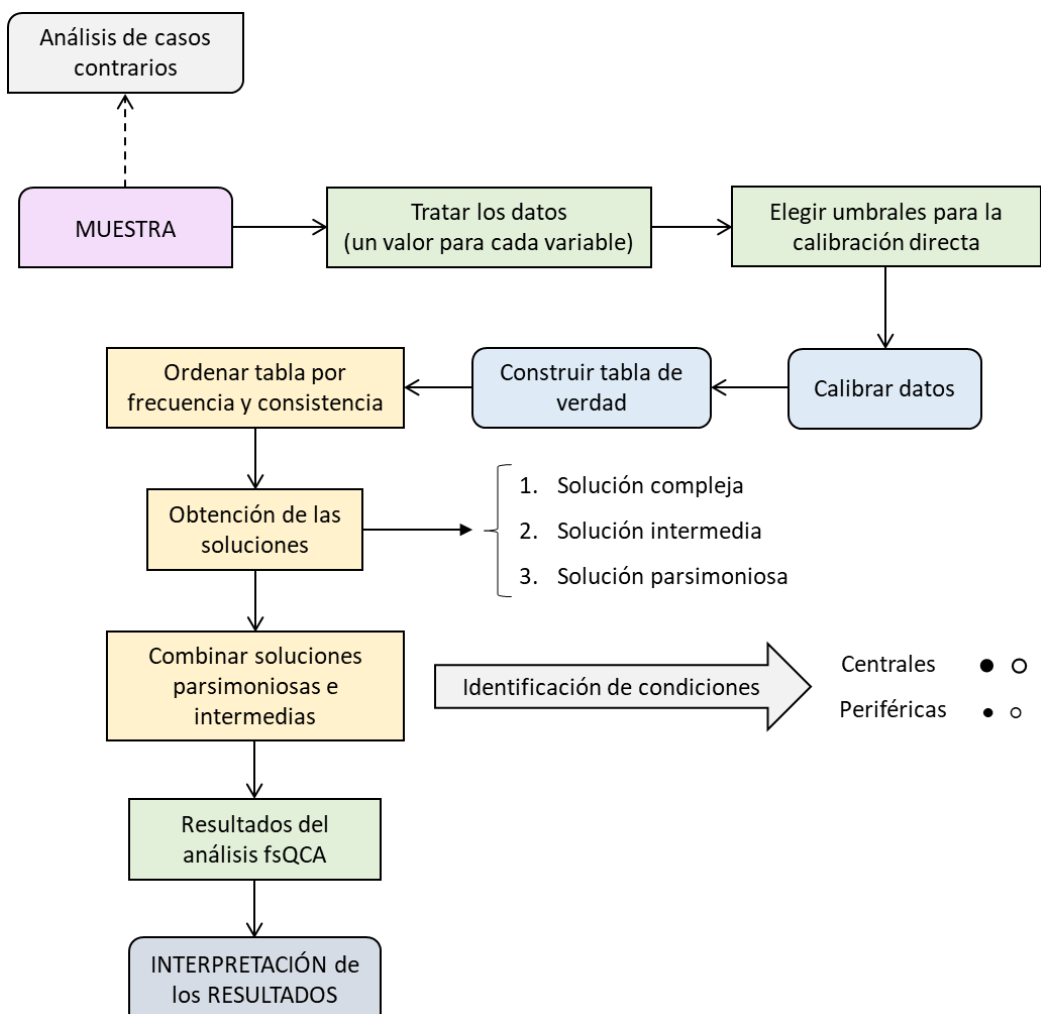 Análisis de casos
contrarios
MUESTRA
Tratar los datos
(un valor para cada variable)
Elegir umbrales para la
calibración directa
Calibrar datos
Construir tabla de
verdad
Ordenar tabla por
frecuencia y consistencia
Obtención de las
soluciones
1. Solución compleja
2. Solución intermedia
3. Solución parsimoniosa
Combinar soluciones
parsimoniosas e
intermedias
Identificación de condiciones
Centrales
Periféricas
Resultados del
análisis fsQCA
INTERPRETACIÓN de
los RESULTADOS